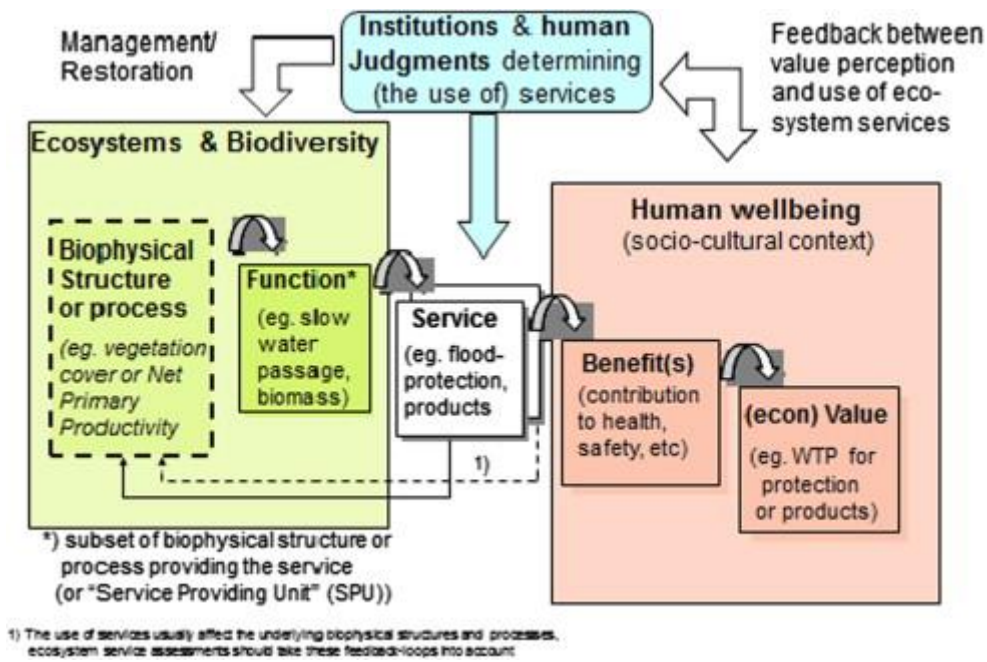 Management/
Restoration
Institutions & human
Judgments determining
(the use of) services
Feedback between
value perception
and use of eco-
system services
Ecosystems & Biodiversity
Biophysical
Structure
or process
(eg. vegetation
cover or Net
Primary
Productivity
Function*
(eg. slow
water
passage,
biomass)
Service
(eg. flood-
protection,
products
Human wellbeing
(socio-cultural context)
Benefit(s)
(contribution
to health,
safety, etc)
(econ) Value
(eg. WTP for
protection
or products)
1)
*) subset of biophysical structure or
process providing the service
(or "Service Providing Unit" (SPU))
1) The use of services usually affect the underlying biophysical structures and processes,
ecosystem service assessments should take these feedback-loops into account